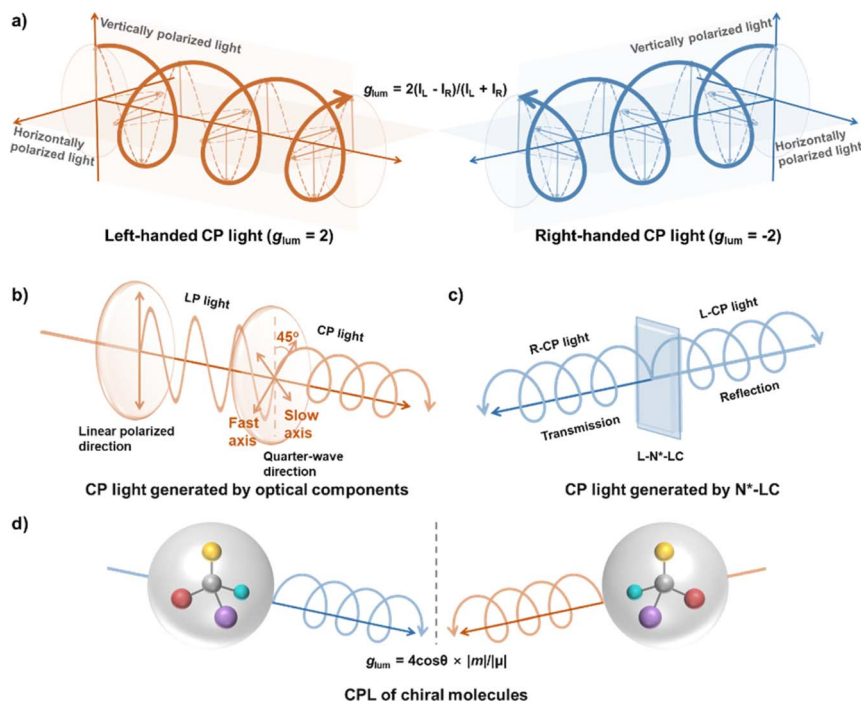 a)
Vertically polarized light
Horizontally
polarized light
g_lum = 2(I_L - I_R)/(I_L + I_R)
Vertically polarized light
Horizontally
polarized light
Left-handed CP light (g_lum = 2)
Right-handed CP light (g_lum = -2)
b)
LP light
45°
CP light
Fast
axis
Slow
axis
Linear polarized
direction
Quarter-wave
direction
CP light generated by optical components
c)
R-CP light
L-CP light
Transmission
Reflection
L-N*-LC
CP light generated by N*-LC
d)
g_lum = 4cosθ × |m|/|μ|
CPL of chiral molecules